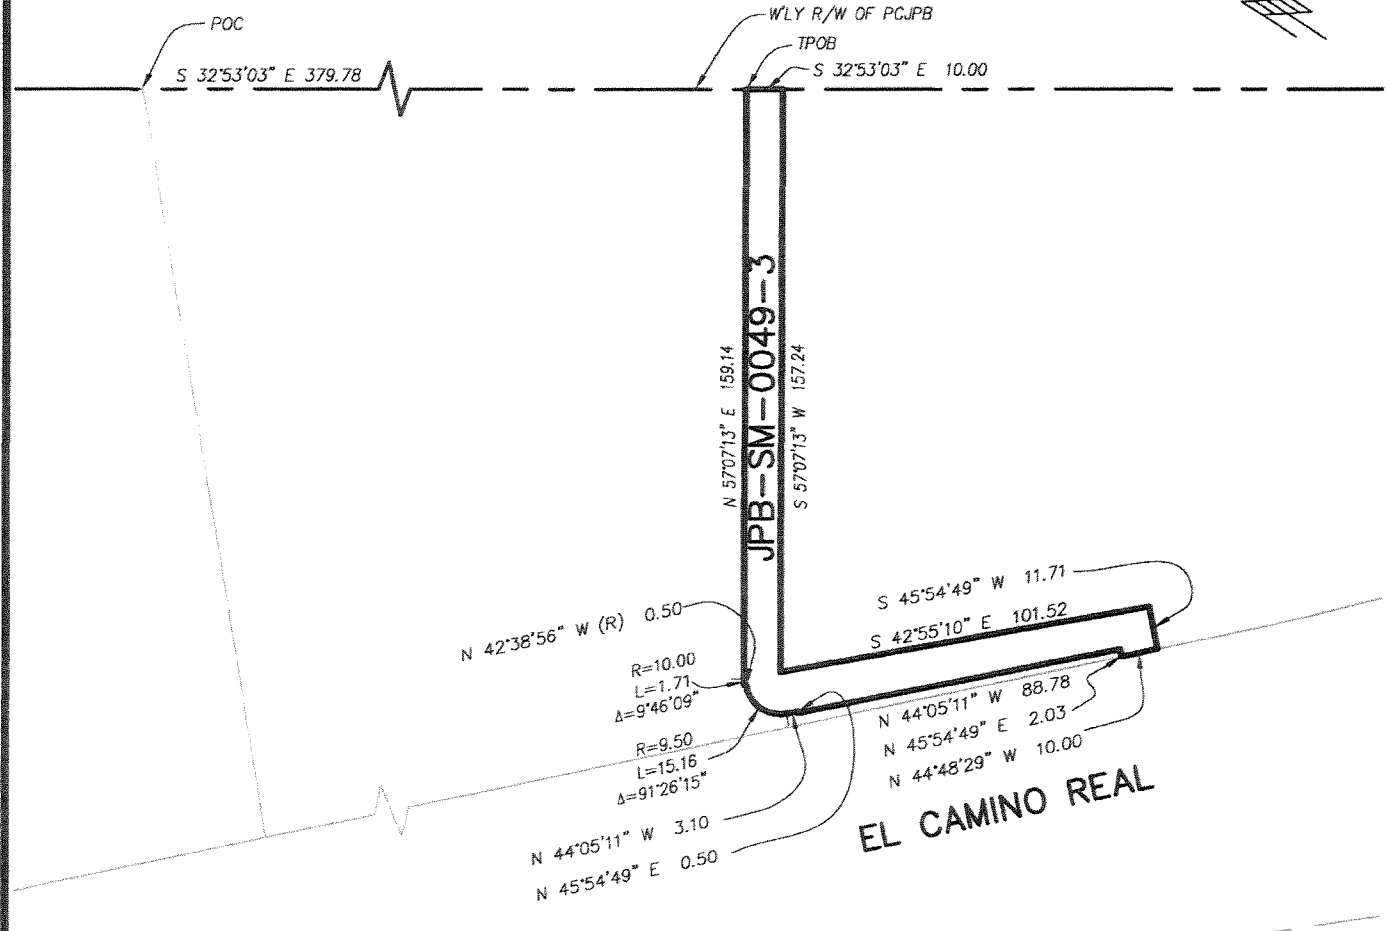 POC
W'LY R/W OF PCJPB
TPOB
S 32°53'03" E 379.78
S 32°53'03" E 10.00
JPB-SM-0049-3
N 57°07'13" E 159.14
S 57°07'13" W 157.24
S 45°54'49" W 11.71
S 42°55'10" E 101.52
N 42°38'56" W (R) 0.50
R=10.00
L=1.71
Δ=9°46'09"
R=9.50
L=15.16
Δ=91°26'15"
N 44°05'11" W 88.78
N 45°54'49" E 2.03
N 44°48'29" W 10.00
N 44°05'11" W 3.10
N 45°54'49" E 0.50
EL CAMINO REAL